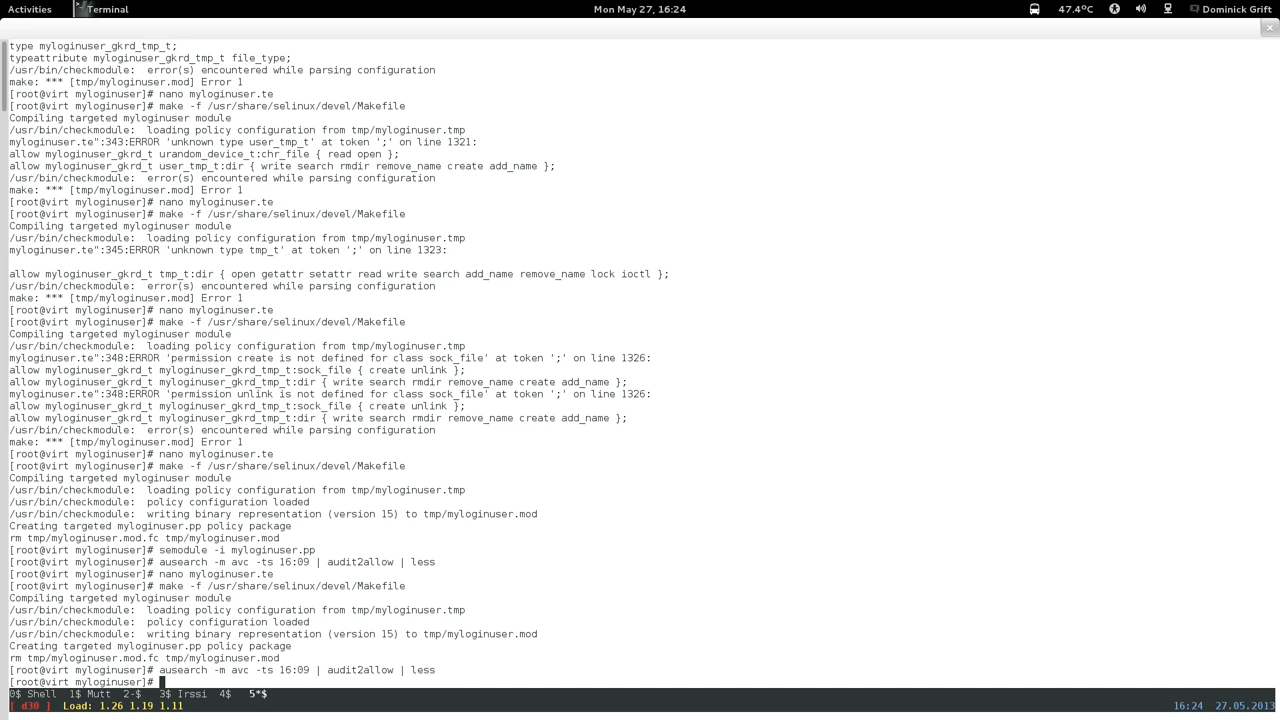 Activities Terminal Mon May 27, 16:24 47.4°C Dominick Grift
type myloginuser_gkrd_tmp_t;
typeattribute myloginuser_gkrd_tmp_t file_type;
/usr/bin/checkmodule:  error(s) encountered while parsing configuration
make: *** [tmp/myloginuser.mod] Error 1
[root@virt myloginuser]# nano myloginuser.te
[root@virt myloginuser]# make -f /usr/share/selinux/devel/Makefile
Compiling targeted myloginuser module
/usr/bin/checkmodule:  loading policy configuration from tmp/myloginuser.tmp
myloginuser.te":343:ERROR 'unknown type user_tmp_t' at token ';' on line 1321:
allow myloginuser_gkrd_t urandom_device_t:chr_file { read open };
allow myloginuser_gkrd_t user_tmp_t:dir { write search rmdir remove_name create add_name };
/usr/bin/checkmodule:  error(s) encountered while parsing configuration
make: *** [tmp/myloginuser.mod] Error 1
[root@virt myloginuser]# nano myloginuser.te
[root@virt myloginuser]# make -f /usr/share/selinux/devel/Makefile
Compiling targeted myloginuser module
/usr/bin/checkmodule:  loading policy configuration from tmp/myloginuser.tmp
myloginuser.te":345:ERROR 'unknown type tmp_t' at token ';' on line 1323:
allow myloginuser_gkrd_t tmp_t:dir { open getattr setattr read write search add_name remove_name lock ioctl };
/usr/bin/checkmodule:  error(s) encountered while parsing configuration
make: *** [tmp/myloginuser.mod] Error 1
[root@virt myloginuser]# nano myloginuser.te
[root@virt myloginuser]# make -f /usr/share/selinux/devel/Makefile
Compiling targeted myloginuser module
/usr/bin/checkmodule:  loading policy configuration from tmp/myloginuser.tmp
myloginuser.te":348:ERROR 'permission create is not defined for class sock_file' at token ';' on line 1326:
allow myloginuser_gkrd_t myloginuser_gkrd_tmp_t:sock_file { create unlink };
allow myloginuser_gkrd_t myloginuser_gkrd_tmp_t:dir { write search rmdir remove_name create add_name };
myloginuser.te":348:ERROR 'permission unlink is not defined for class sock_file' at token ';' on line 1326:
allow myloginuser_gkrd_t myloginuser_gkrd_tmp_t:sock_file { create unlink };
allow myloginuser_gkrd_t myloginuser_gkrd_tmp_t:dir { write search rmdir remove_name create add_name };
/usr/bin/checkmodule:  error(s) encountered while parsing configuration
make: *** [tmp/myloginuser.mod] Error 1
[root@virt myloginuser]# nano myloginuser.te
[root@virt myloginuser]# make -f /usr/share/selinux/devel/Makefile
Compiling targeted myloginuser module
/usr/bin/checkmodule:  loading policy configuration from tmp/myloginuser.tmp
/usr/bin/checkmodule:  policy configuration loaded
/usr/bin/checkmodule:  writing binary representation (version 15) to tmp/myloginuser.mod
Creating targeted myloginuser.pp policy package
rm tmp/myloginuser.mod.fc tmp/myloginuser.mod
[root@virt myloginuser]# semodule -i myloginuser.pp
[root@virt myloginuser]# ausearch -m avc -ts 16:09 | audit2allow | less
[root@virt myloginuser]# nano myloginuser.te
[root@virt myloginuser]# make -f /usr/share/selinux/devel/Makefile
Compiling targeted myloginuser module
/usr/bin/checkmodule:  loading policy configuration from tmp/myloginuser.tmp
/usr/bin/checkmodule:  policy configuration loaded
/usr/bin/checkmodule:  writing binary representation (version 15) to tmp/myloginuser.mod
Creating targeted myloginuser.pp policy package
rm tmp/myloginuser.mod.fc tmp/myloginuser.mod
[root@virt myloginuser]# ausearch -m avc -ts 16:09 | audit2allow | less
[root@virt myloginuser]#
0$ Shell  1$ Mutt  2-$  3$ Irssi  4$  5*$
[ d30 ]  Load: 1.26 1.19 1.11 16:24 27.05.2013